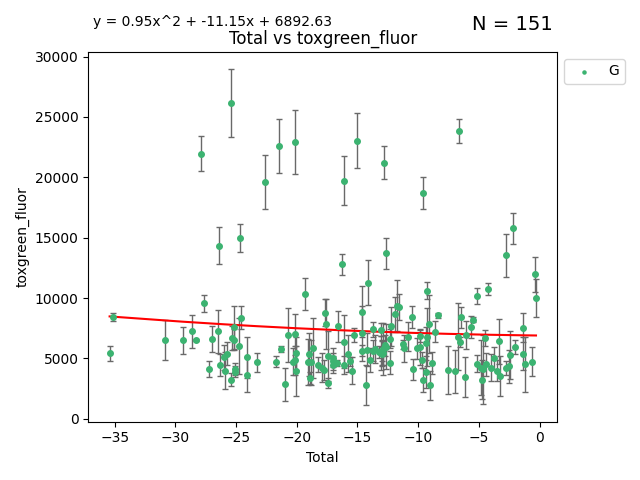 y = 0.95x^2 + -11.15x + 6892.63
N = 151
Total vs toxgreen_fluor
G
toxgreen_fluor
30000
25000
20000
15000
10000
5000
0
−35 −30 −25 −20 −15 −10 −5 0
Total